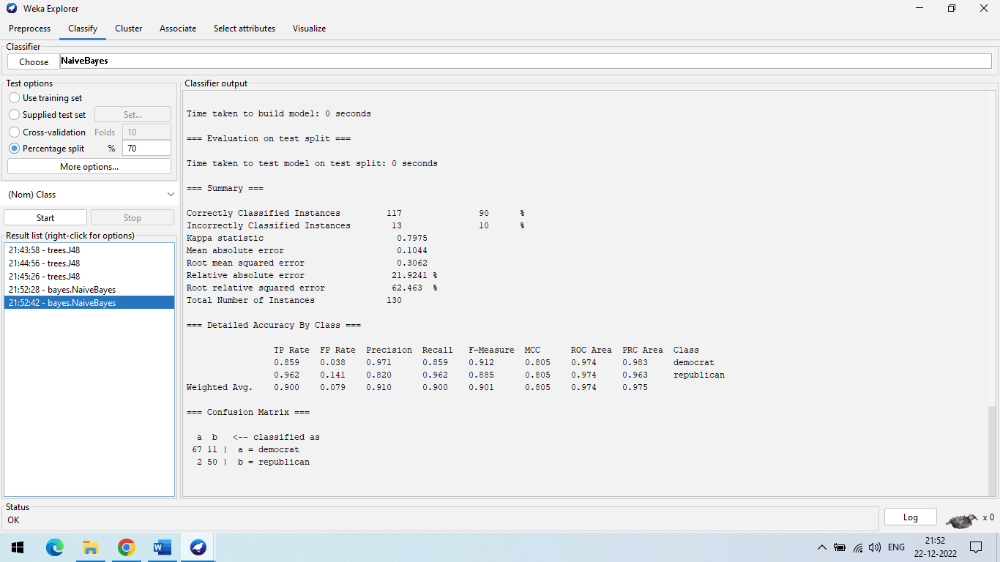 Weka Explorer
Preprocess Classify Cluster Associate Select attributes Visualize
Classifier
Choose NaiveBayes
Test options
Use training set
Supplied test set Set...
Cross-validation Folds 10
Percentage split % 70
More options...
(Nom) Class
Start Stop
Result list (right-click for options)
21:43:58 - trees.J48
21:44:56 - trees.J48
21:45:26 - trees.J48
21:52:28 - bayes.NaiveBayes
21:52:42 - bayes.NaiveBayes
Classifier output
Time taken to build model: 0 seconds
=== Evaluation on test split ===
Time taken to test model on test split: 0 seconds
=== Summary ===
Correctly Classified Instances 117 90 %
Incorrectly Classified Instances 13 10 %
Kappa statistic 0.7975
Mean absolute error 0.1044
Root mean squared error 0.3062
Relative absolute error 21.9241 %
Root relative squared error 62.463 %
Total Number of Instances 130
=== Detailed Accuracy By Class ===
TP Rate FP Rate Precision Recall F-Measure MCC ROC Area PRC Area Class
0.859 0.038 0.971 0.859 0.912 0.805 0.974 0.983 democrat
0.962 0.141 0.820 0.962 0.885 0.805 0.974 0.963 republican
Weighted Avg. 0.900 0.079 0.910 0.900 0.901 0.805 0.974 0.975
=== Confusion Matrix ===
a b <-- classified as
67 11 | a = democrat
2 50 | b = republican
Status
OK
Log
x 0
W
ENG
21:52
22-12-2022